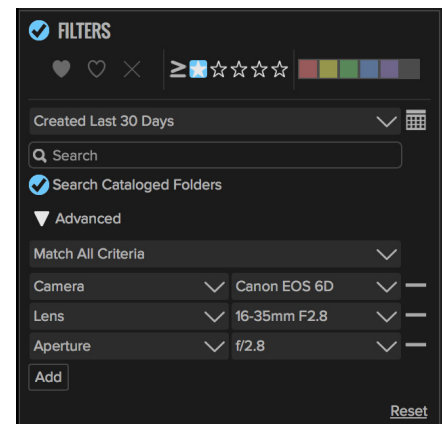 FILTERS
≥
Created Last 30 Days
Search
Search Cataloged Folders
Advanced
Match All Criteria
Camera Canon EOS 6D
Lens 16-35mm F2.8
Aperture f/2.8
Add
Reset